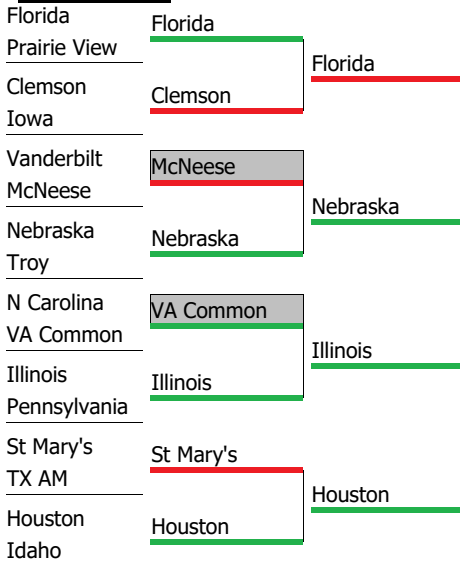 Florida
Prairie View
Clemson
Iowa
Vanderbilt
McNeese
Nebraska
Troy
N Carolina
VA Common
Illinois
Pennsylvania
St Mary's
TX AM
Houston
Idaho
Florida
Clemson
McNeese
Nebraska
VA Common
Illinois
St Mary's
Houston
Florida
Nebraska
Illinois
Houston